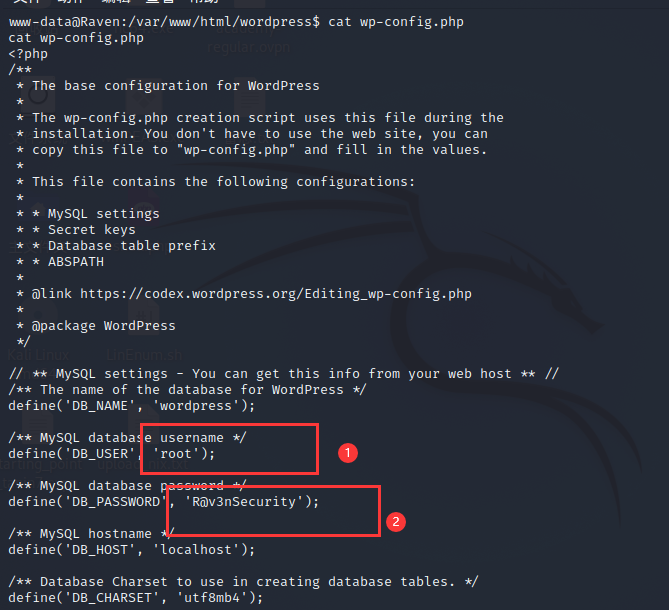 www-data@Raven:/var/www/html/wordpress$ cat wp-config.php
cat wp-config.php
<?php
/**
 * The base configuration for WordPress
 *
 * The wp-config.php creation script uses this file during the
 * installation. You don't have to use the web site, you can
 * copy this file to "wp-config.php" and fill in the values.
 *
 * This file contains the following configurations:
 *
 * * MySQL settings
 * * Secret keys
 * * Database table prefix
 * * ABSPATH
 *
 * @link https://codex.wordpress.org/Editing_wp-config.php
 *
 * @package WordPress
 */
// ** MySQL settings - You can get this info from your web host ** //
/** The name of the database for WordPress */
define('DB_NAME', 'wordpress');
/** MySQL database username */
define('DB_USER', 'root');
1
/** MySQL database password */
define('DB_PASSWORD', 'R@v3nSecurity');
2
/** MySQL hostname */
define('DB_HOST', 'localhost');
/** Database Charset to use in creating database tables. */
define('DB_CHARSET', 'utf8mb4');